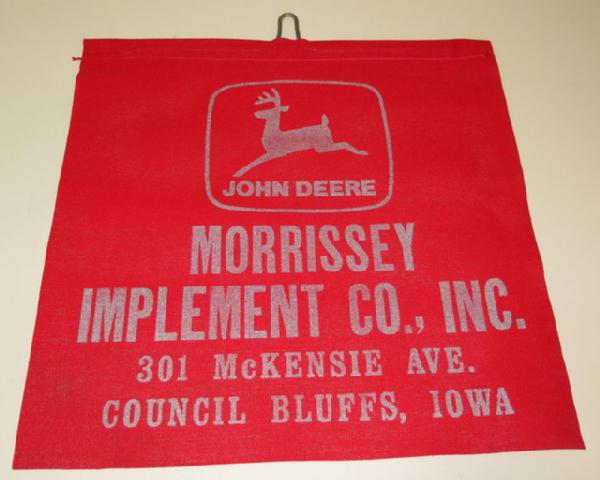 JOHN DEERE
MORRISSEY
IMPLEMENT CO., INC.
301 McKENSIE AVE.
COUNCIL BLUFFS, IOWA